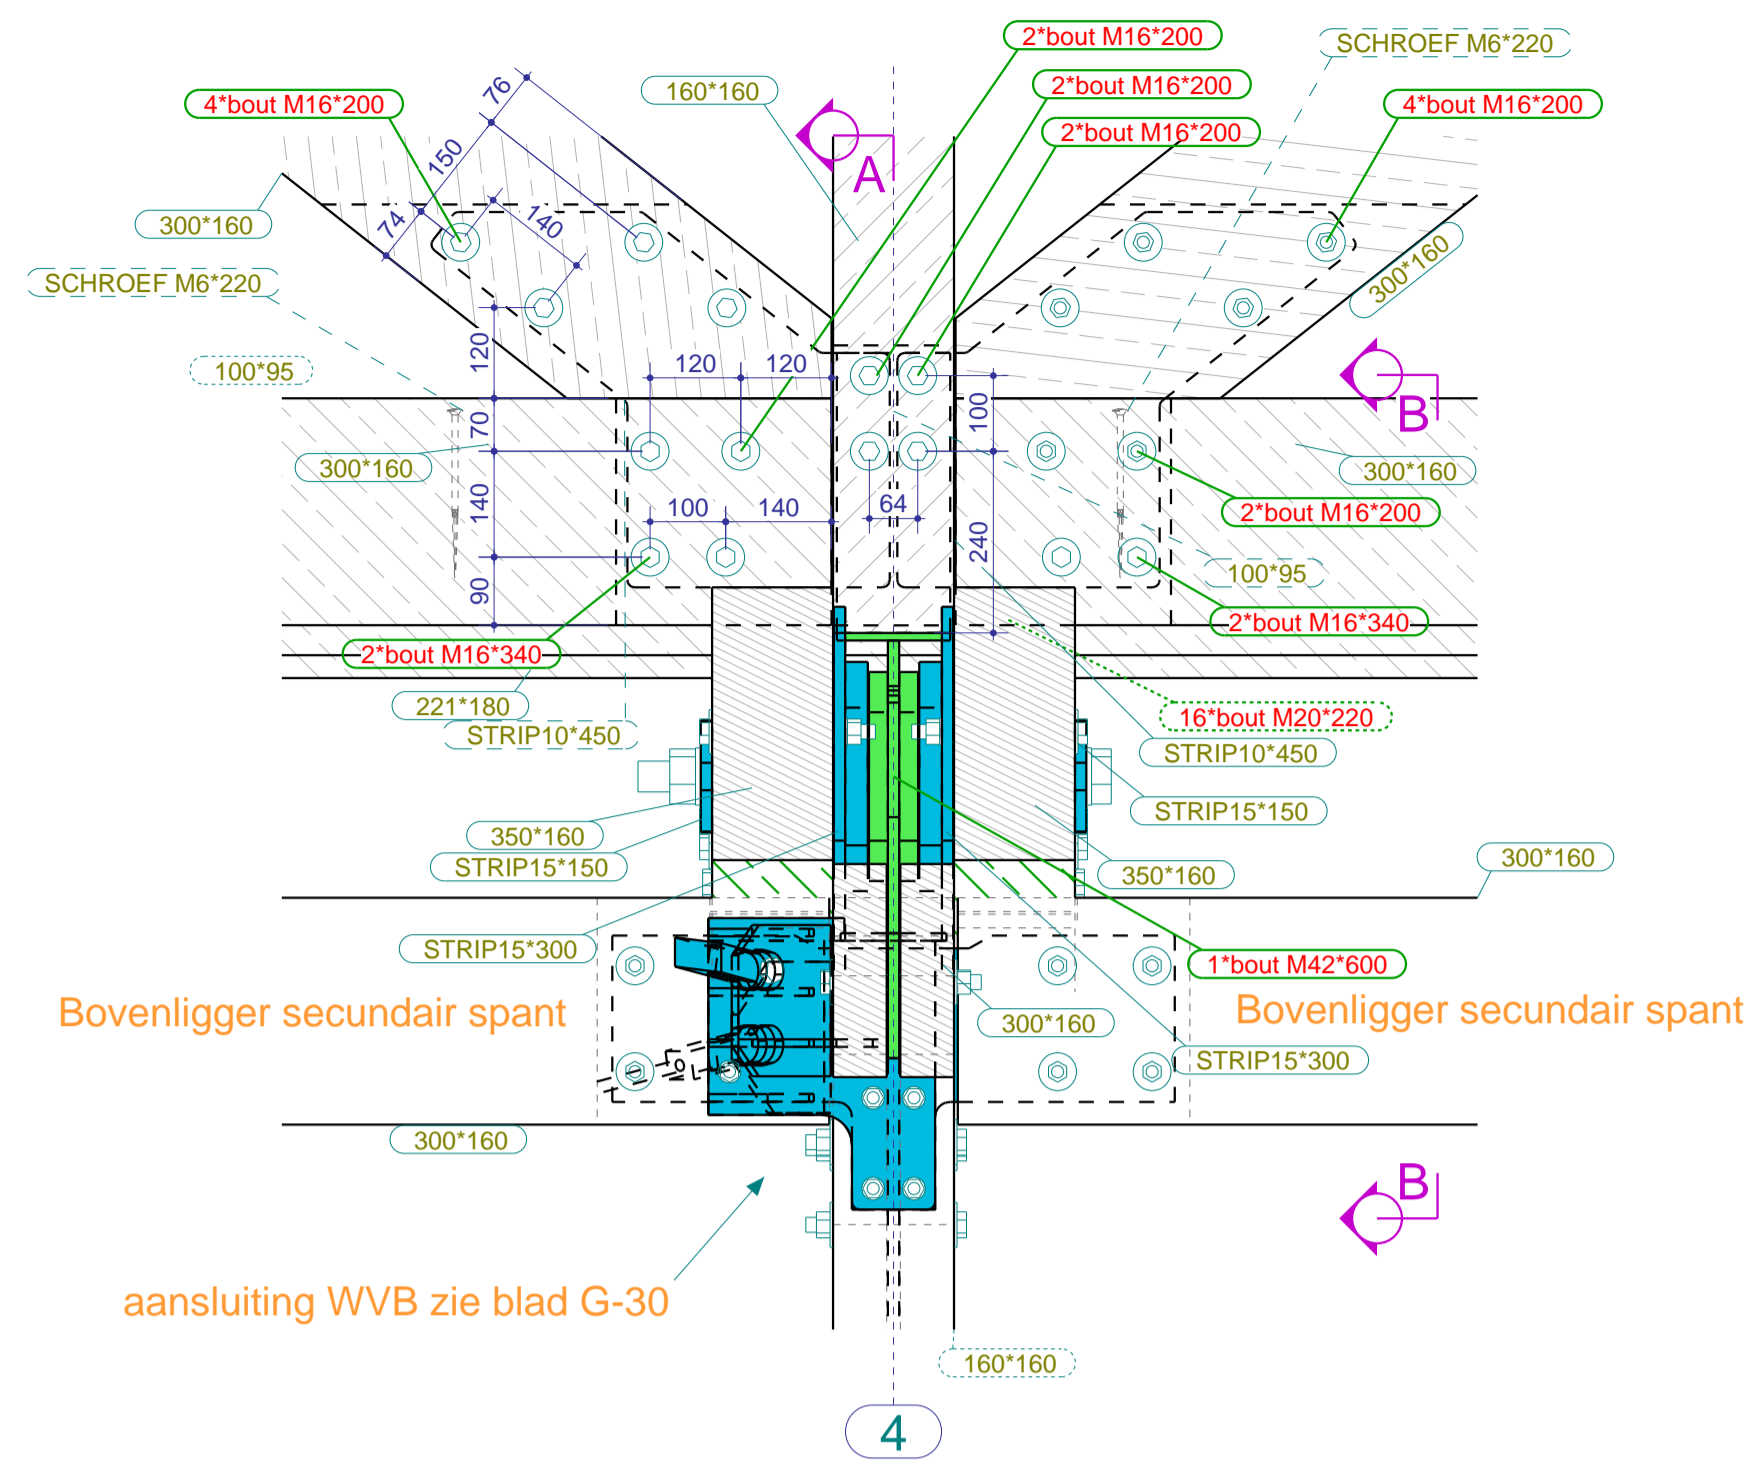 2*bout M16*200
SCHROEF M6*220
2*bout M16*200
160*160
4*bout M16*200
4*bout M16*200
2*bout M16*200
76
150
A
74
140
300*160
300*160
SCHROEF M6*220
120
120
120
100*95
B
100
70
300*160
300*160
140
100
140
64
2*bout M16*200
240
100*95
90
2*bout M16*340
2*bout M16*340
221*180
16*bout M20*220
STRIP10*450
STRIP10*450
STRIP15*150
350*160
STRIP15*150
350*160
300*160
STRIP15*300
1*bout M42*600
Bovenligger secundair spant
Bovenligger secundair spant
300*160
STRIP15*300
300*160
B
aansluiting WVB zie blad G-30
160*160
4